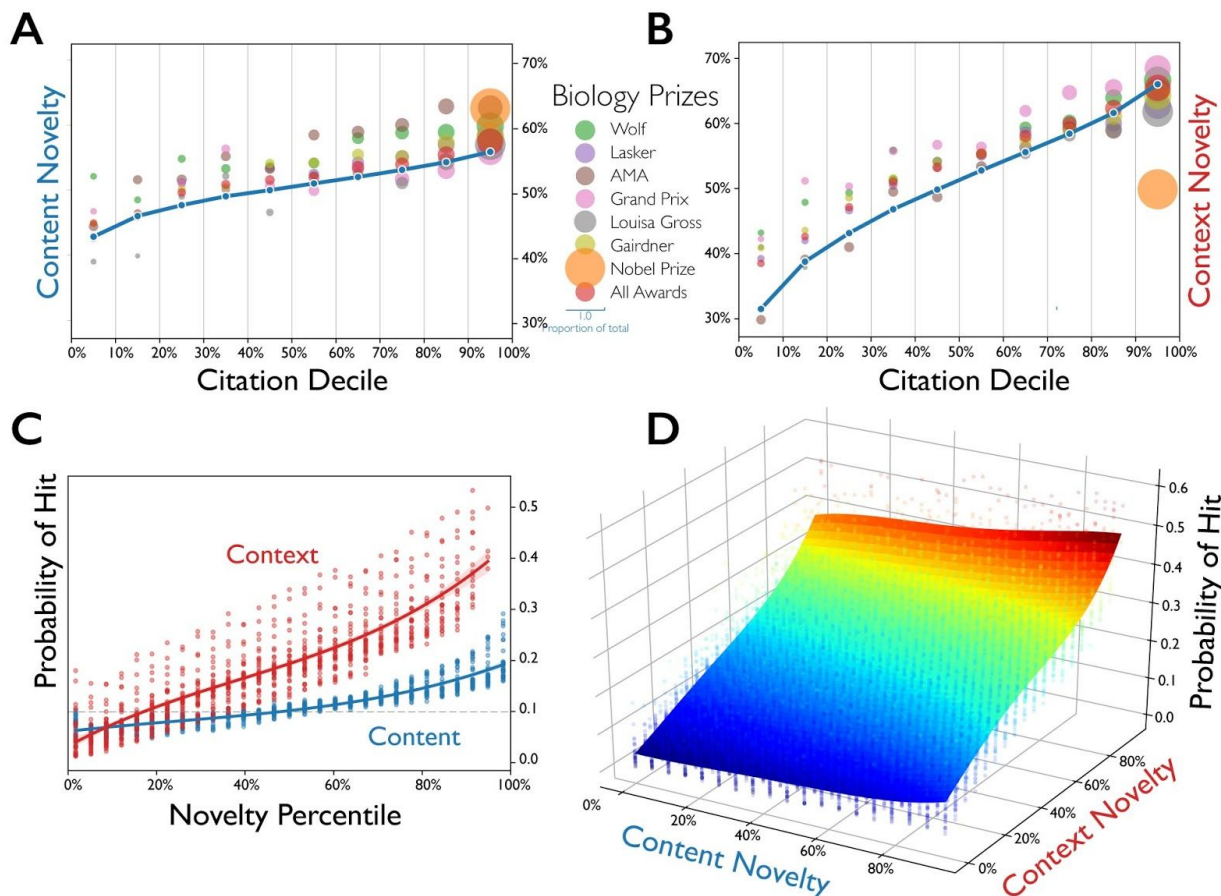 A
Content Novelty
70%
60%
50%
40%
30%
0% 10% 20% 30% 40% 50% 60% 70% 80% 90% 100%
Citation Decile
Biology Prizes
Wolf
Lasker
AMA
Grand Prix
Louisa Gross
Gairdner
Nobel Prize
All Awards
1.0
Proportion of total
B
70%
60%
50%
40%
30%
0% 10% 20% 30% 40% 50% 60% 70% 80% 90% 100%
Citation Decile
Context Novelty
C
Probability of Hit
Context
Content
0.5
0.4
0.3
0.2
0.1
0.0
0% 20% 40% 60% 80% 100%
Novelty Percentile
D
0.6
0.5
0.4
0.3
0.2
0.1
0.0
Probability of Hit
0% 20% 40% 60% 80%
Content Novelty
0% 20% 40% 60% 80%
Context Novelty